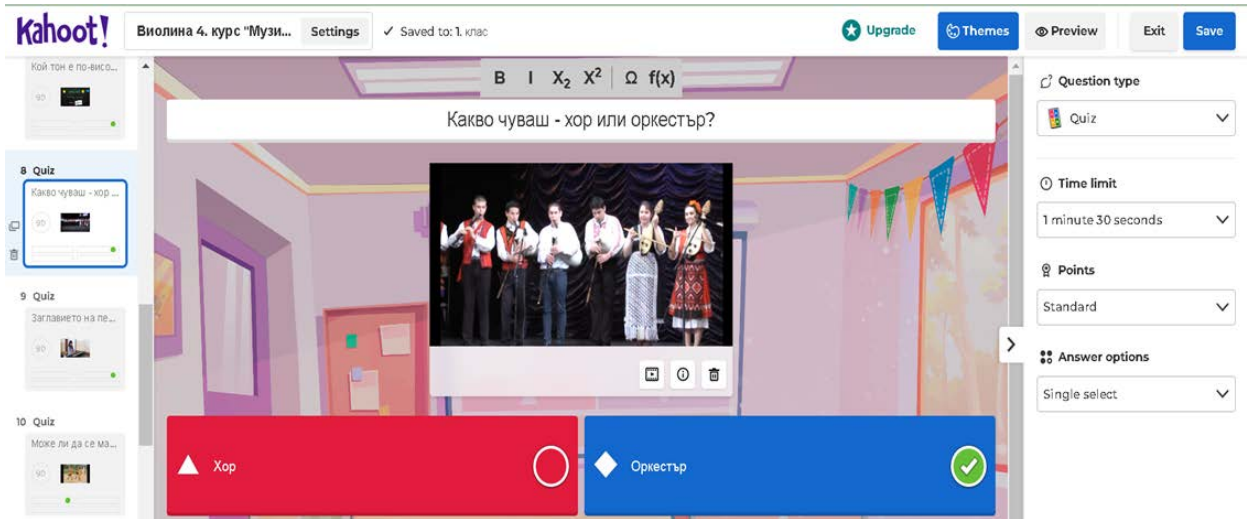 Kahoot!
Виолина 4. курс "Музи...
Settings
✓ Saved to: 1. клас
Upgrade
Themes
Preview
Exit
Save
Кой тон е по-висо...
90
8 Quiz
Какво чуваш - хор ...
90
9 Quiz
Заглавието на пе...
90
10 Quiz
Може ли да се ма...
90
B I X₂ X² Ω f(x)
Какво чуваш - хор или оркестър?
Хор
Оркестър
Question type
Quiz
Time limit
1 minute 30 seconds
Points
Standard
Answer options
Single select